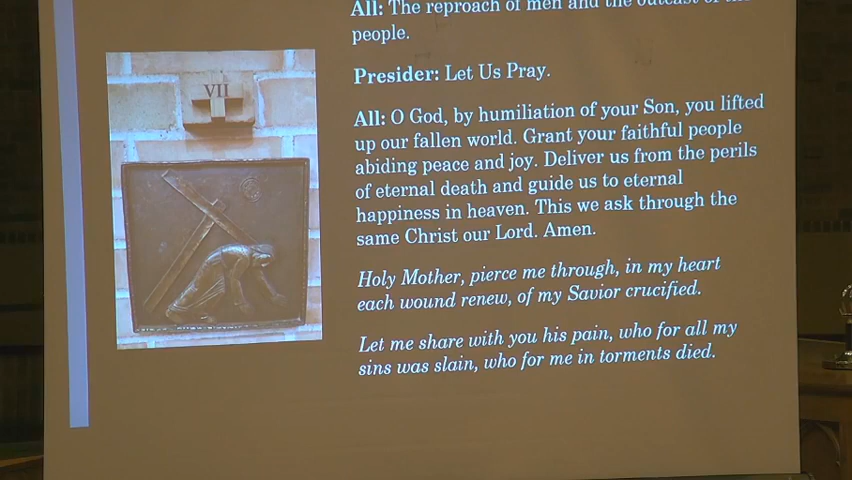 All: The reproach of men and the outcast of the
people.
Presider: Let Us Pray.
All: O God, by humiliation of your Son, you lifted
up our fallen world. Grant your faithful people
abiding peace and joy. Deliver us from the perils
of eternal death and guide us to eternal
happiness in heaven. This we ask through the
same Christ our Lord. Amen.
Holy Mother, pierce me through, in my heart
each wound renew, of my Savior crucified.
Let me share with you his pain, who for all my
sins was slain, who for me in torments died.
VII